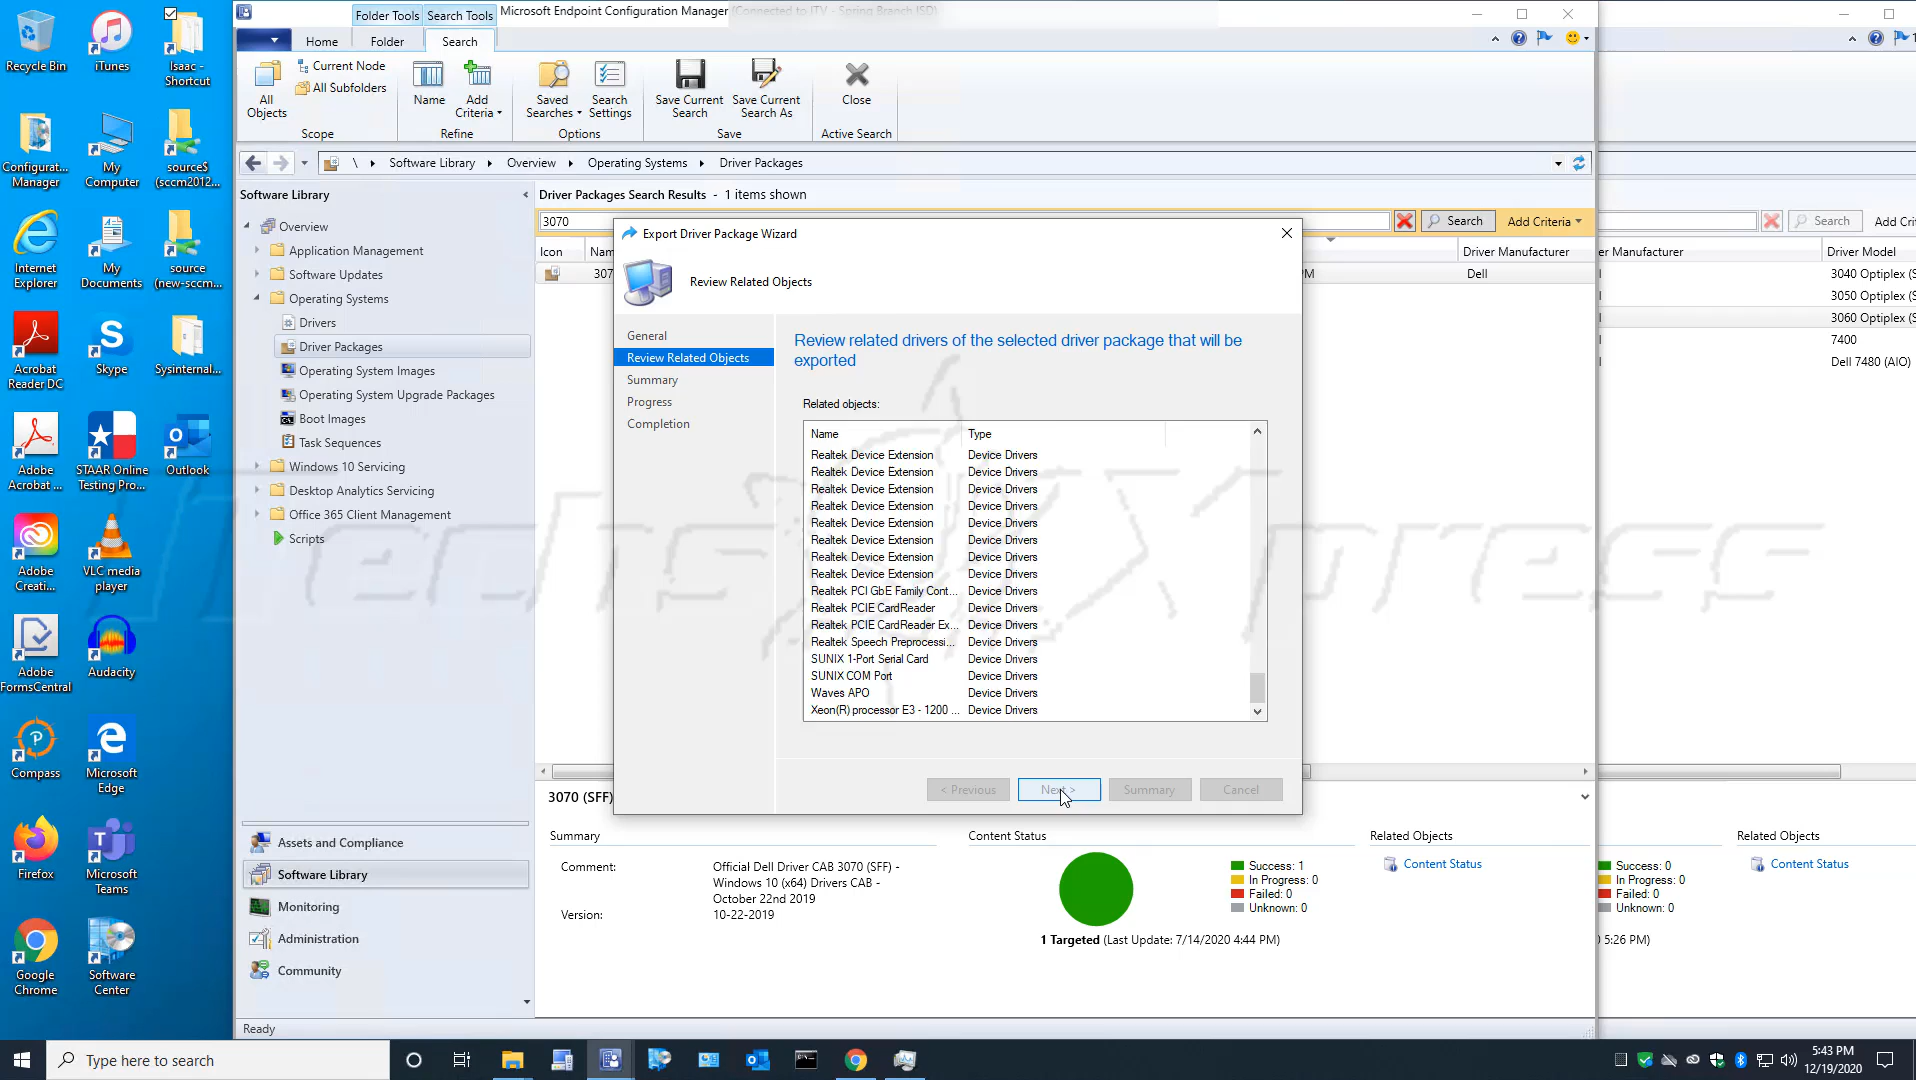 Folder Tools
Search Tools
Microsoft Endpoint Configuration Manager (Connected to ITV - Spring Branch ISD)
Home
Folder
Search
All Objects
Current Node
All Subfolders
Scope
Name
Add Criteria
Refine
Saved Searches
Search Settings
Options
Save Current Search
Save Current Search As
Save
Close
Active Search
\
Software Library
Overview
Operating Systems
Driver Packages
Software Library
Overview
Application Management
Software Updates
Operating Systems
Drivers
Driver Packages
Operating System Images
Operating System Upgrade Packages
Boot Images
Task Sequences
Windows 10 Servicing
Desktop Analytics Servicing
Office 365 Client Management
Scripts
Assets and Compliance
Software Library
Monitoring
Administration
Community
Ready
Driver Packages Search Results - 1 items shown
3070
Search
Add Criteria
Search
Add Cri
Icon
Nam
Driver Manufacturer
er Manufacturer
Driver Model
307
PM
Dell
3040 Optiplex (S
3050 Optiplex (S
3060 Optiplex (S
7400
Dell 7480 (AIO)
Export Driver Package Wizard
Review Related Objects
General
Review Related Objects
Summary
Progress
Completion
Review related drivers of the selected driver package that will be
exported
Related objects:
Name Type
Realtek Device Extension Device Drivers
Realtek Device Extension Device Drivers
Realtek Device Extension Device Drivers
Realtek Device Extension Device Drivers
Realtek Device Extension Device Drivers
Realtek Device Extension Device Drivers
Realtek Device Extension Device Drivers
Realtek Device Extension Device Drivers
Realtek PCI GbE Family Cont... Device Drivers
Realtek PCIE CardReader Device Drivers
Realtek PCIE CardReader Ex... Device Drivers
Realtek Speech Preprocessi... Device Drivers
SUNIX 1-Port Serial Card Device Drivers
SUNIX COM Port Device Drivers
Waves APO Device Drivers
Xeon(R) processor E3 - 1200 ... Device Drivers
< Previous
Next >
Summary
Cancel
3070 (SFF)
Summary
Comment: Official Dell Driver CAB 3070 (SFF) -
Windows 10 (x64) Drivers CAB -
October 22nd 2019
Version: 10-22-2019
Content Status
Success: 1
In Progress: 0
Failed: 0
Unknown: 0
1 Targeted (Last Update: 7/14/2020 4:44 PM)
Related Objects
Content Status
Success: 0
In Progress: 0
Failed: 0
Unknown: 0
) 5:26 PM)
Related Objects
Content Status
Recycle Bin
iTunes
Isaac - Shortcut
Configurat... Manager
My Computer
source$ (sccm2012...
Internet Explorer
My Documents
source (new-sccm...
Acrobat Reader DC
Skype
Sysinternal...
Adobe Acrobat ...
STAAR Online Testing Pro...
Outlook
Adobe Creati...
VLC media player
Adobe FormsCentral
Audacity
Compass
Microsoft Edge
Firefox
Microsoft Teams
Google Chrome
Software Center
Type here to search
5:43 PM
12/19/2020